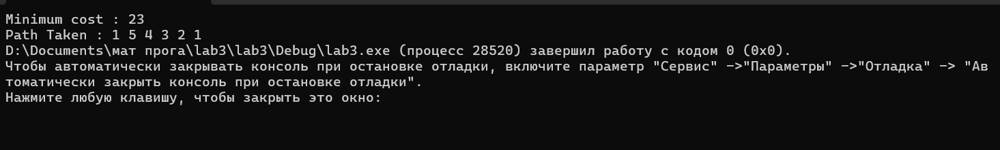 Minimum cost : 23
Path Taken : 1 5 4 3 2 1
D:\Documents\мат прога\lab3\lab3\Debug\lab3.exe (процесс 28520) завершил работу с кодом 0 (0x0).
Чтобы автоматически закрывать консоль при остановке отладки, включите параметр "Сервис" ->"Параметры" ->"Отладка" -> "Ав
томатически закрыть консоль при остановке отладки".
Нажмите любую клавишу, чтобы закрыть это окно: